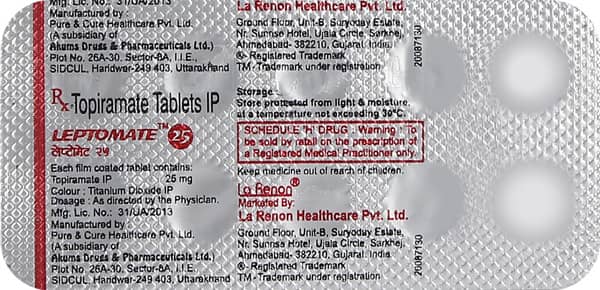 Mfg. Lic. No.: 31/UA/2013
Manufactured by :
Pure & Cure Healthcare Pvt. Ltd.
(A subsidiary of
Akums Drugs & Pharmaceuticals Ltd.)
Plot No. 26A-30, Sector-8A, I.I.E.,
SIDCUL, Haridwar-249 403, Uttarakhand
La Renon Healthcare Pvt. Ltd.
Ground Floor, Unit-B, Suryoday Estate,
Nr. Sunrise Hotel, Ujala Circle, Sarkhej,
Ahmedabad- 382210, Gujarat, India.
®- Registered Trademark
TM- Trademark under registration
20087130
Rx Topiramate Tablets IP
LEPTOMATE™ 25
लेप्टोमेट २५
Each film coated tablet contains:
Topiramate IP : 25 mg
Colour : Titanium Dioxide IP
Dosage : As directed by the Physician.
Mfg. Lic. No.: 31/UA/2013
Manufactured by :
Pure & Cure Healthcare Pvt. Ltd.
(A subsidiary of
Akums Drugs & Pharmaceuticals Ltd.)
Plot No. 26A-30, Sector-8A, I.I.E.,
SIDCUL, Haridwar-249 403, Uttarakhand
Storage :
Store protected from light & moisture,
at a temperature not exceeding 30°C.
SCHEDULE 'H' DRUG : Warning : To
be sold by retail on the prescription of
a Registered Medical Practitioner only.
Keep medicine out of reach of children.
La Renon®
Marketed By:
La Renon Healthcare Pvt. Ltd.
Ground Floor, Unit-B, Suryoday Estate,
Nr. Sunrise Hotel, Ujala Circle, Sarkhej,
Ahmedabad- 382210, Gujarat, India.
®- Registered Trademark
TM- Trademark under registration
20087130